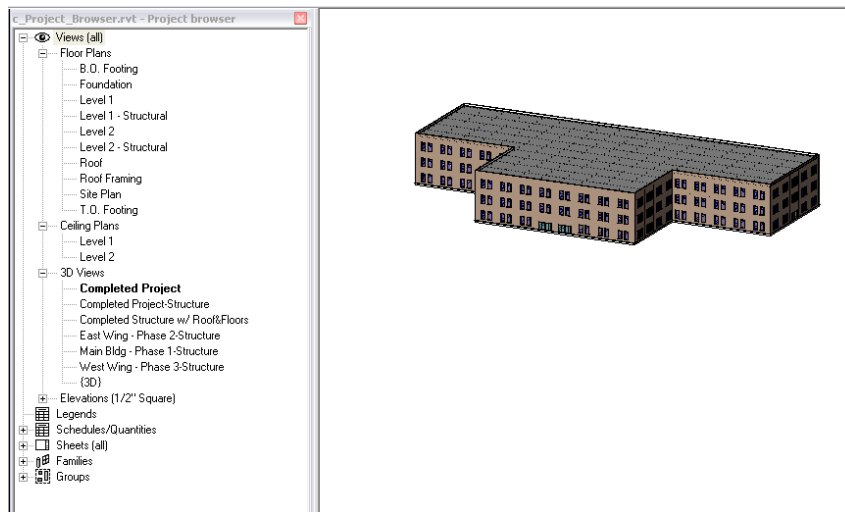 c_Project_Browser.rvt - Project browser
Views (all)
Floor Plans
B.O. Footing
Foundation
Level 1
Level 1 - Structural
Level 2
Level 2 - Structural
Roof
Roof Framing
Site Plan
T.O. Footing
Ceiling Plans
Level 1
Level 2
3D Views
Completed Project
Completed Project-Structure
Completed Structure w/ Roof&Floors
East Wing - Phase 2-Structure
Main Bldg - Phase 1-Structure
West Wing - Phase 3-Structure
{3D}
Elevations (1/2" Square)
Legends
Schedules/Quantities
Sheets (all)
Families
Groups